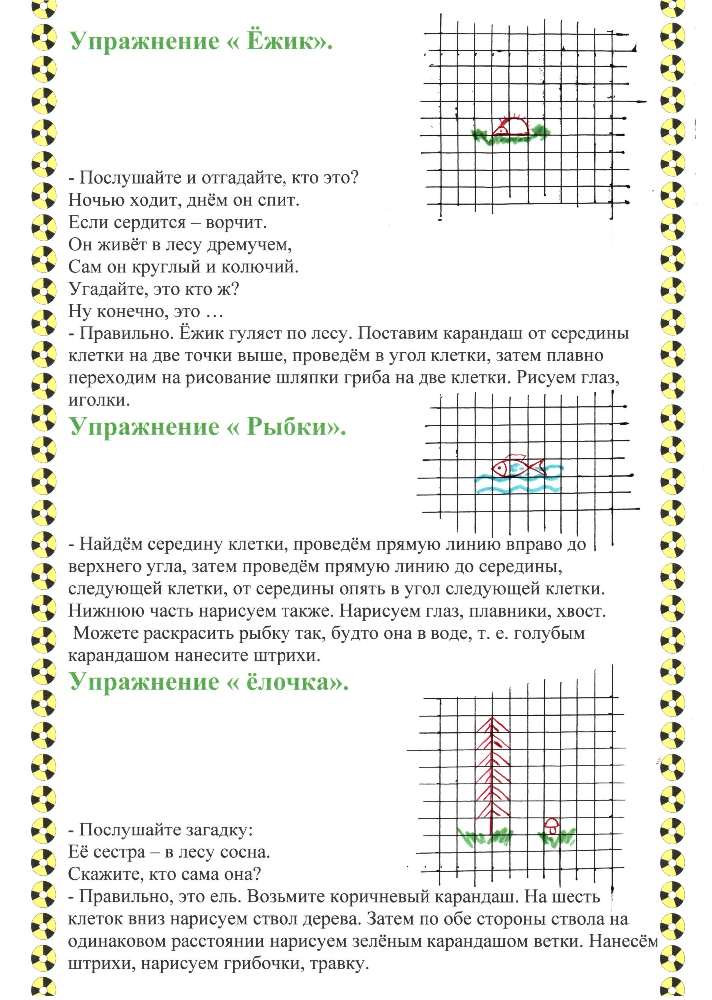 Упражнение « Ёжик».
- Послушайте и отгадайте, кто это?
Ночью ходит, днём он спит.
Если сердится – ворчит.
Он живёт в лесу дремучем,
Сам он круглый и колючий.
Угадайте, это кто ж?
Ну конечно, это …
- Правильно. Ёжик гуляет по лесу. Поставим карандаш от середины
клетки на две точки выше, проведём в угол клетки, затем плавно
переходим на рисование шляпки гриба на две клетки. Рисуем глаз,
иголки.
Упражнение « Рыбки».
- Найдём середину клетки, проведём прямую линию вправо до
верхнего угла, затем проведём прямую линию до середины,
следующей клетки, от середины опять в угол следующей клетки.
Нижнюю часть нарисуем также. Нарисуем глаз, плавники, хвост.
Можете раскрасить рыбку так, будто она в воде, т. е. голубым
карандашом нанесите штрихи.
Упражнение « ёлочка».
- Послушайте загадку:
Её сестра – в лесу сосна.
Скажите, кто сама она?
- Правильно, это ель. Возьмите коричневый карандаш. На шесть
клеток вниз нарисуем ствол дерева. Затем по обе стороны ствола на
одинаковом расстоянии нарисуем зелёным карандашом ветки. Нанесём
штрихи, нарисуем грибочки, травку.